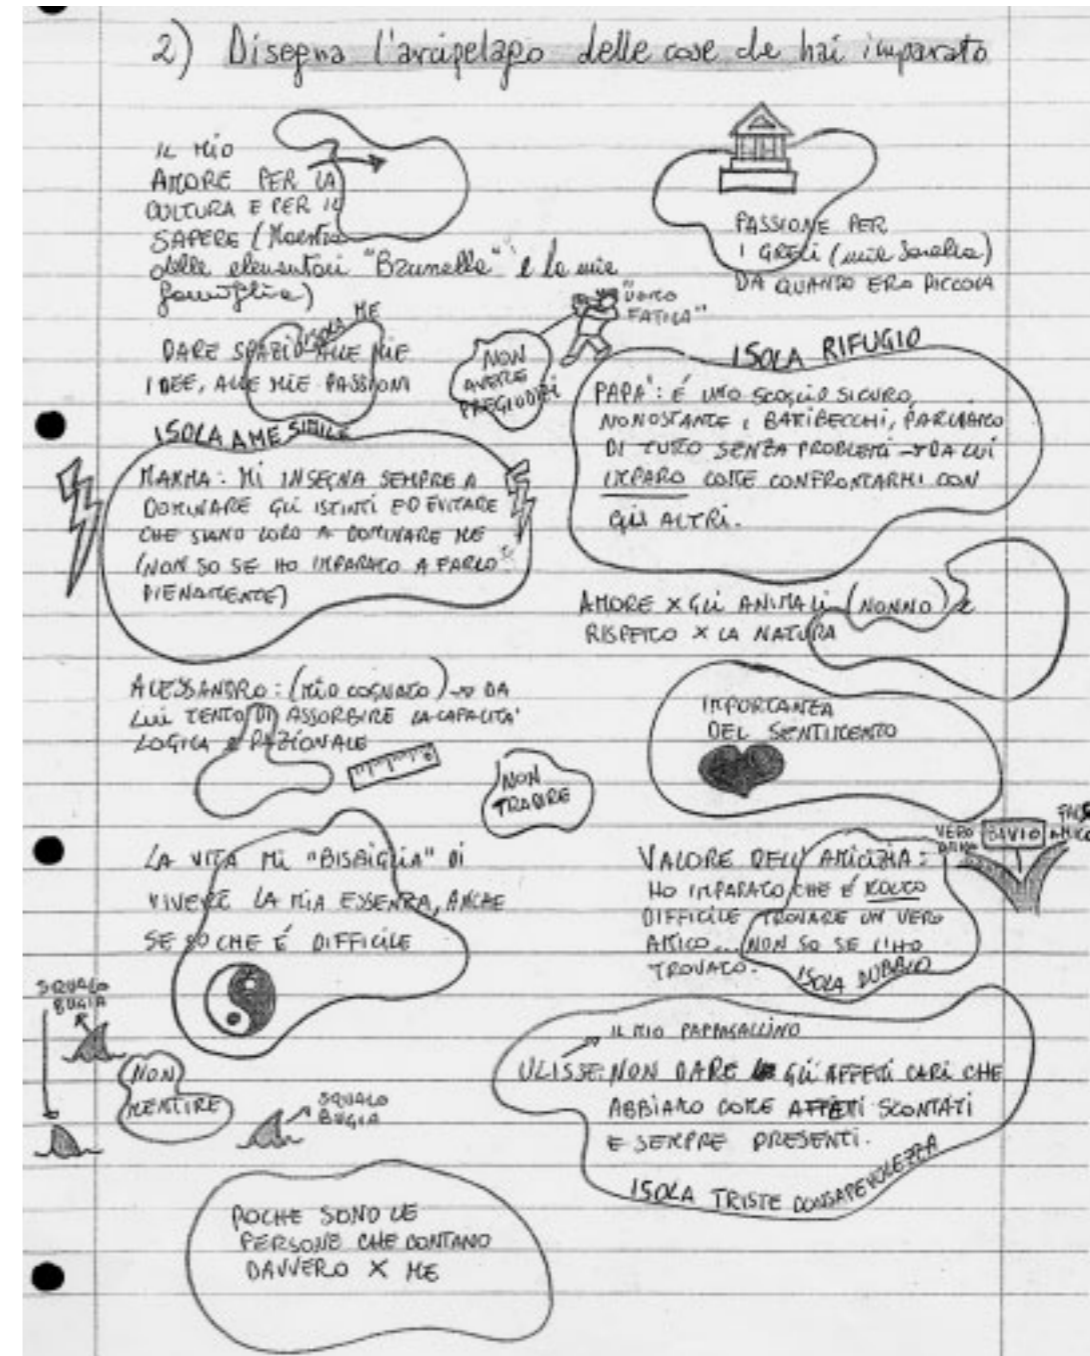 2) Disegna l'arcipelago delle cose che hai imparato
IL MIO
AMORE PER LA
CULTURA E PER IL
SAPERE (Maestra
delle elementari "Brunella" e la mia
famiglia)
PASSIONE PER
I GRECI (mia sorella)
DA QUANDO ERO PICCOLA
ISOLA ME
DARE SPAZIO ALLE MIE
IDEE, ALLE MIE PASSIONI
"UOMO
FATICA"
NON
AVERE
PREGIUDIZI
ISOLA RIFUGIO
PAPA': É UNO SCOGLIO SICURO,
NONOSTANTE I BATIBECCHI, PARLIAMO
DI TUTTO SENZA PROBLEMI → DA LUI
IMPARO COME CONFRONTARMI CON
GLI ALTRI.
ISOLA A ME SIMILE
MAMMA: MI INSEGNA SEMPRE A
DOMINARE GLI ISTINTI ED EVITARE
CHE SIANO LORO A DOMINARE ME
(NON SO SE HO IMPARATO A FARLO
PIENAMENTE)
AMORE X GLI ANIMALI (NONNO) E
RISPETTO X LA NATURA
ALESSANDRO: (MIO COGNATO) → DA
LUI TENTO DI ASSORBIRE LA CAPACITA'
LOGICA E RAZIONALE
NON
TRADIRE
IMPORTANZA
DEL SENTIMENTO
LA VITA MI "BISBIGLIA" DI
VIVERE LA MIA ESSENZA, ANCHE
SE SO CHE É DIFFICILE
VERO
BIVIO
AMICO
VALORE DELL'AMICIZIA:
HO IMPARATO CHE É MOLTO
DIFFICILE TROVARE UN VERO
AMICO... NON SO SE L'HO
TROVATO.
ISOLA DUBBIO
SQUALO
BUGIA
NON
MENTIRE
SQUALO
BUGIA
IL MIO PAPPAGALLINO
ULISSE: NON DARE GLI AFFETTI CARI CHE
ABBIAMO COME AFFETTI SCONTATI
E SEMPRE PRESENTI.
ISOLA TRISTE CONSAPEVOLEZZA
POCHE SONO LE
PERSONE CHE CONTANO
DAVVERO X ME